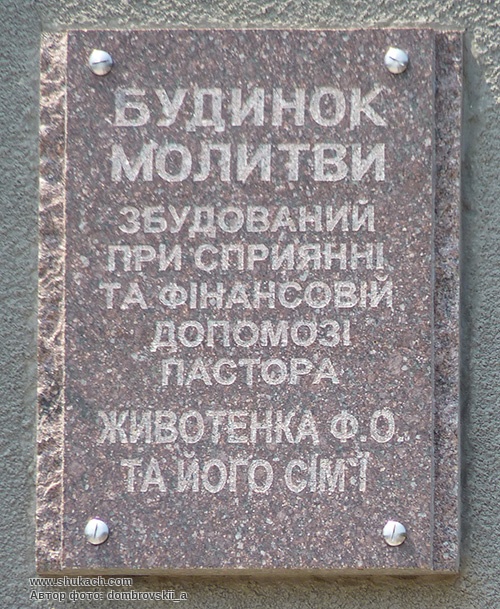 БУДИНОК
МОЛИТВИ
ЗБУДОВАНИЙ
ПРИ СПРИЯННІ
ТА ФІНАНСОВІЙ
ДОПОМОЗІ
ПАСТОРА
ЖИВОТЕНКА Ф.О.
ТА ЙОГО СІМ'Ї
www.shukach.com
Автор фото: dombrovskii_a